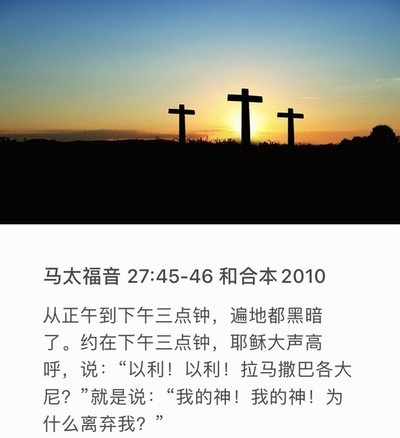 马太福音 27:45-46 和合本2010
从正午到下午三点钟，遍地都黑暗
了。约在下午三点钟，耶稣大声高
呼，说：“以利！以利！拉马撒巴各大
尼？”就是说：“我的神！我的神！为
什么离弃我？”